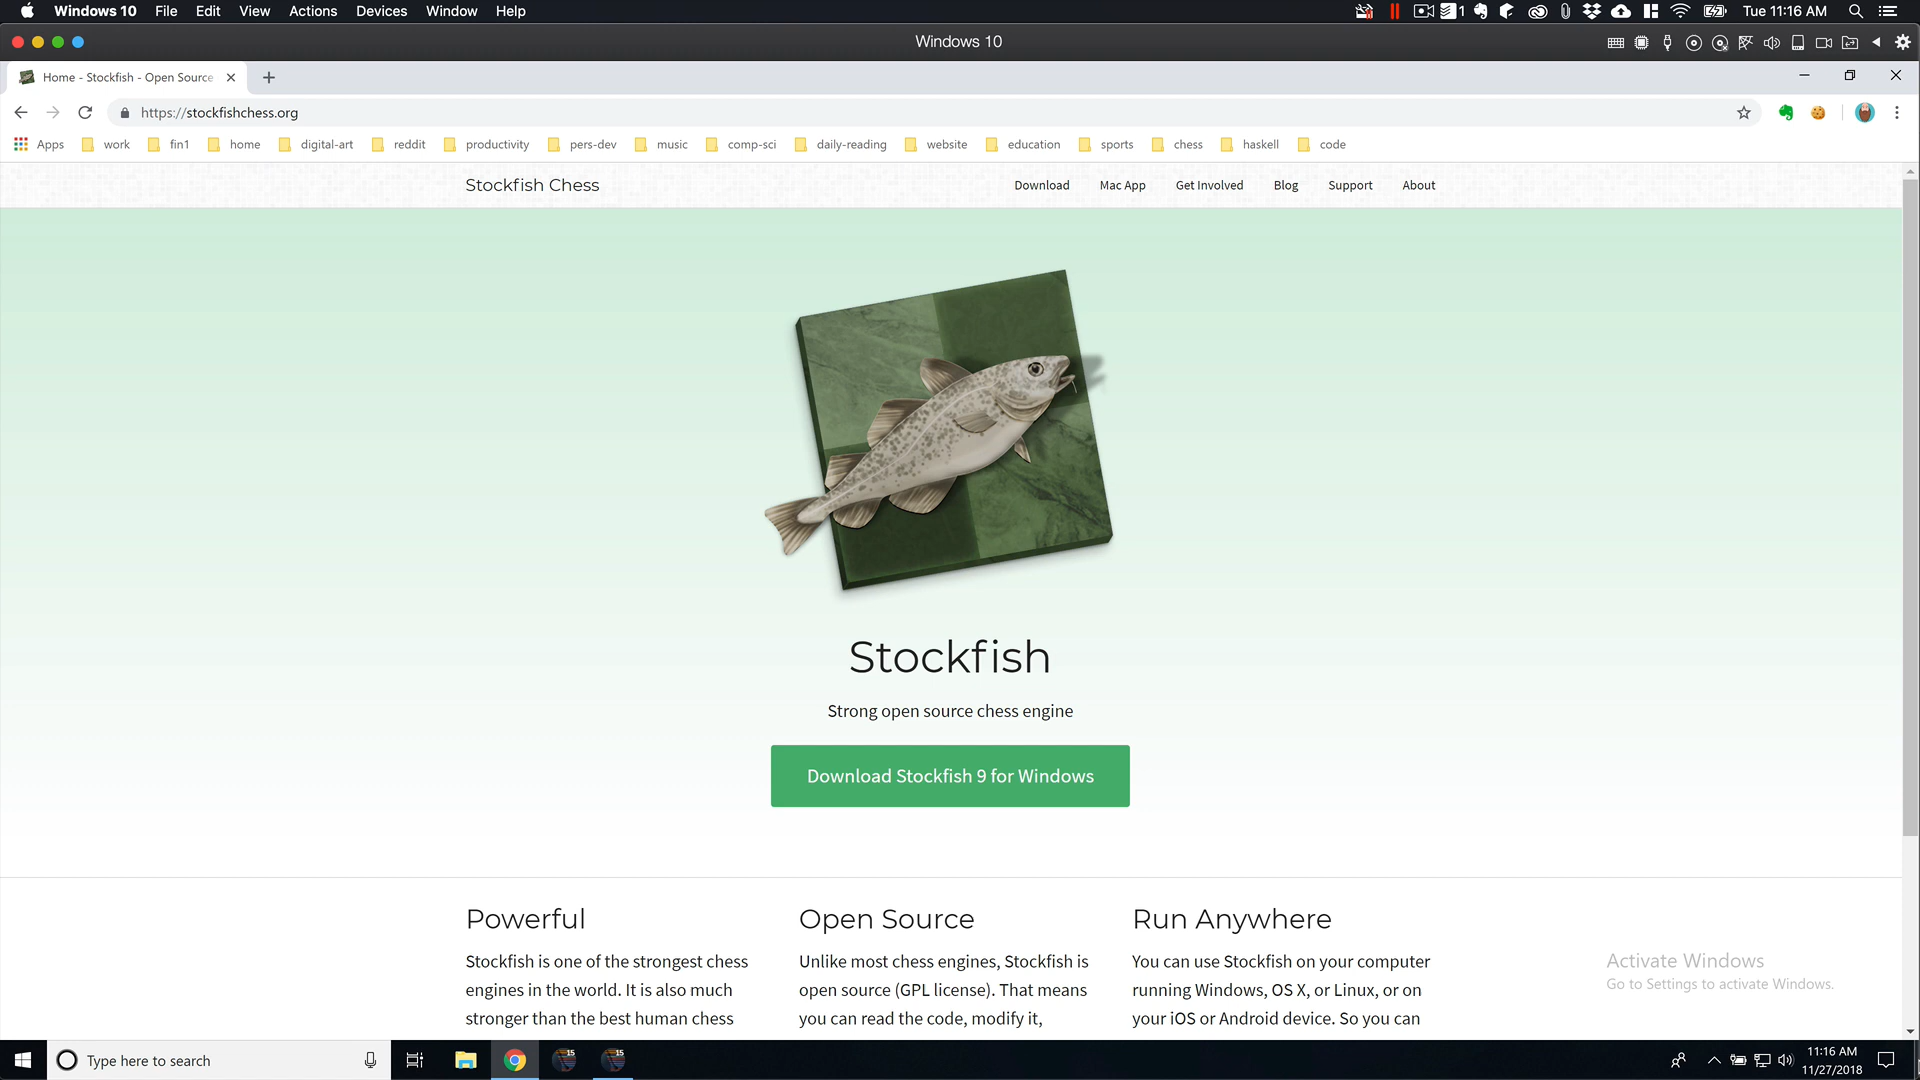 Windows 10 File Edit View Actions Devices Window Help 1 Tue 11:16 AM
Windows 10
Home - Stockfish - Open Source
https://stockfishchess.org
Apps work fin1 home digital-art reddit productivity pers-dev music comp-sci daily-reading website education sports chess haskell code
Stockfish Chess Download Mac App Get Involved Blog Support About
Stockfish
Strong open source chess engine
Download Stockfish 9 for Windows
Powerful
Stockfish is one of the strongest chess
engines in the world. It is also much
stronger than the best human chess
Open Source
Unlike most chess engines, Stockfish is
open source (GPL license). That means
you can read the code, modify it,
Run Anywhere
You can use Stockfish on your computer
running Windows, OS X, or Linux, or on
your iOS or Android device. So you can
Activate Windows
Go to Settings to activate Windows.
Type here to search
15
15
11:16 AM
11/27/2018